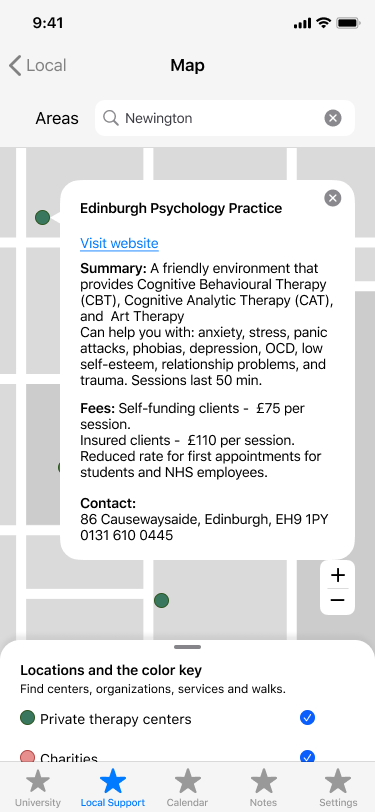 9:41
Local
Map
Areas
Newington
Edinburgh Psychology Practice
Visit website
Summary: A friendly environment that
provides Cognitive Behavioural Therapy
(CBT), Cognitive Analytic Therapy (CAT),
and  Art Therapy
Can help you with: anxiety, stress, panic
attacks, phobias, depression, OCD, low
self-esteem, relationship problems, and
trauma. Sessions last 50 min.
Fees: Self-funding clients -  £75 per
session.
Insured clients -  £110 per session.
Reduced rate for first appointments for
students and NHS employees.
Contact:
86 Causewaysaide, Edinburgh, EH9 1PY
0131 610 0445
+
−
Locations and the color key
Find centers, organizations, services and walks.
Private therapy centers
Charities
University
Local Support
Calendar
Notes
Settings